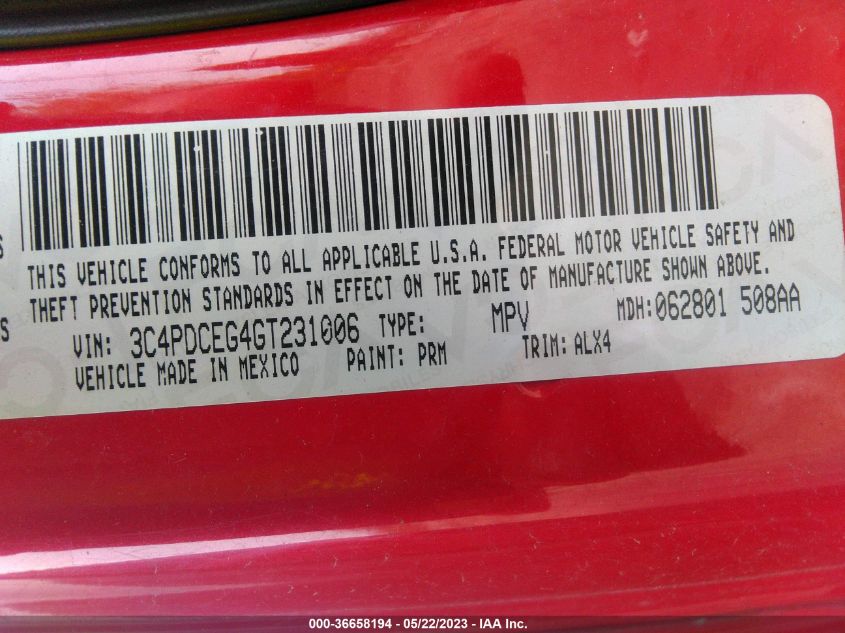 THIS VEHICLE CONFORMS TO ALL APPLICABLE U.S.A. FEDERAL MOTOR VEHICLE SAFETY AND
THEFT PREVENTION STANDARDS IN EFFECT ON THE DATE OF MANUFACTURE SHOWN ABOVE.
VIN: 3C4PDCEG4GT231006 TYPE: MPV MDH:062801 508AA
VEHICLE MADE IN MEXICO PAINT: PRM TRIM: ALX4
000-36658194 - 05/22/2023 - IAA Inc.